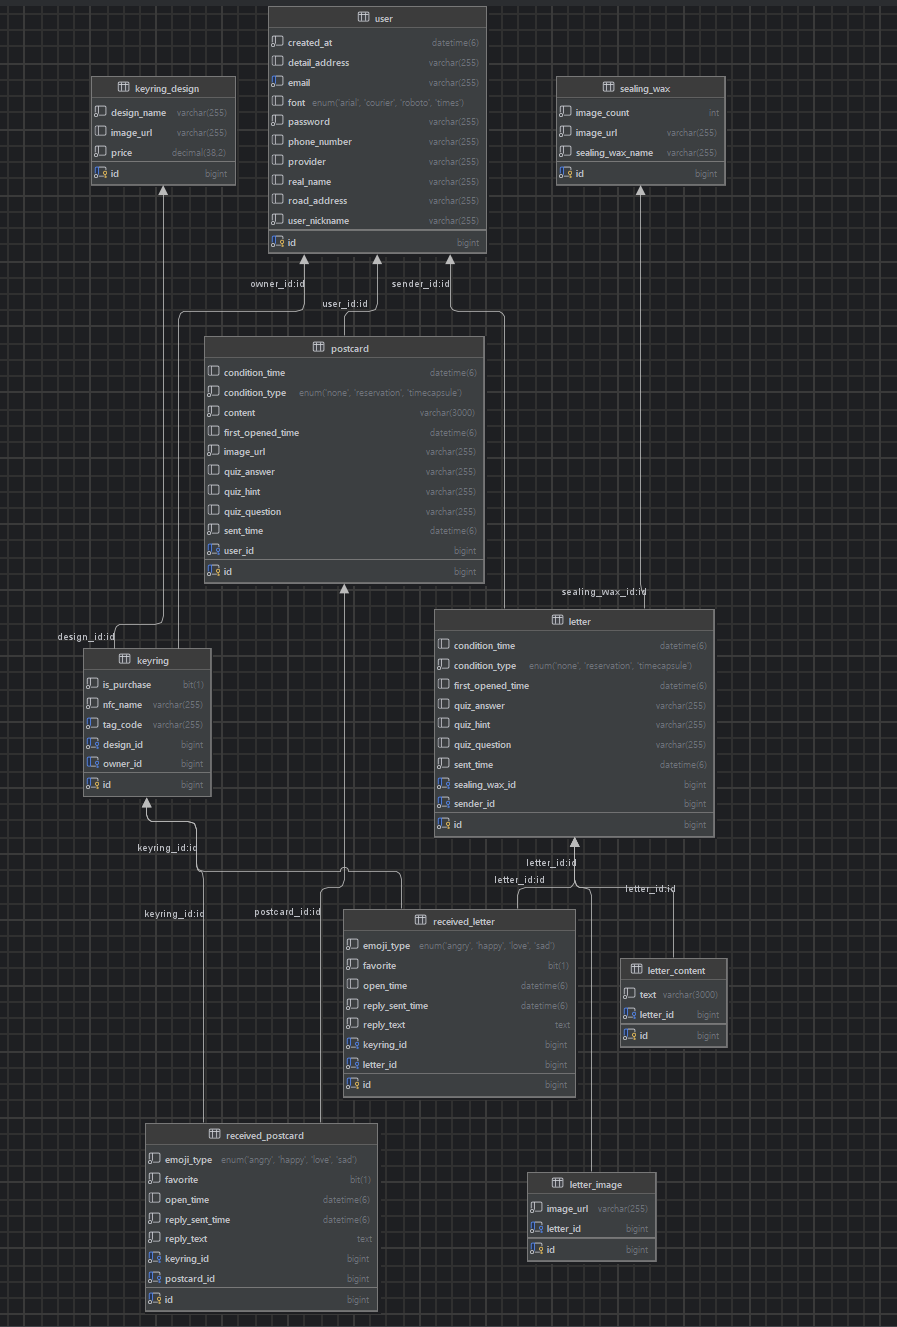 user
created_at datetime(6)
detail_address varchar(255)
email varchar(255)
font enum('arial', 'courier', 'roboto', 'times')
password varchar(255)
phone_number varchar(255)
provider varchar(255)
real_name varchar(255)
road_address varchar(255)
user_nickname varchar(255)
id bigint
keyring_design
design_name varchar(255)
image_url varchar(255)
price decimal(38,2)
id bigint
sealing_wax
image_count int
image_url varchar(255)
sealing_wax_name varchar(255)
id bigint
owner_id:id
user_id:id
sender_id:id
postcard
condition_time datetime(6)
condition_type enum('none', 'reservation', 'timecapsule')
content varchar(3000)
first_opened_time datetime(6)
image_url varchar(255)
quiz_answer varchar(255)
quiz_hint varchar(255)
quiz_question varchar(255)
sent_time datetime(6)
user_id bigint
id bigint
sealing_wax_id:id
design_id:id
keyring
is_purchase bit(1)
nfc_name varchar(255)
tag_code varchar(255)
design_id bigint
owner_id bigint
id bigint
letter
condition_time datetime(6)
condition_type enum('none', 'reservation', 'timecapsule')
first_opened_time datetime(6)
quiz_answer varchar(255)
quiz_hint varchar(255)
quiz_question varchar(255)
sent_time datetime(6)
sealing_wax_id bigint
sender_id bigint
id bigint
keyring_id:id
letter_id:id
letter_id:id
letter_id:id
keyring_id:id
postcard_id:id
received_letter
emoji_type enum('angry', 'happy', 'love', 'sad')
favorite bit(1)
open_time datetime(6)
reply_sent_time datetime(6)
reply_text text
keyring_id bigint
letter_id bigint
id bigint
letter_content
text varchar(3000)
letter_id bigint
id bigint
received_postcard
emoji_type enum('angry', 'happy', 'love', 'sad')
favorite bit(1)
open_time datetime(6)
reply_sent_time datetime(6)
reply_text text
keyring_id bigint
postcard_id bigint
id bigint
letter_image
image_url varchar(255)
letter_id bigint
id bigint